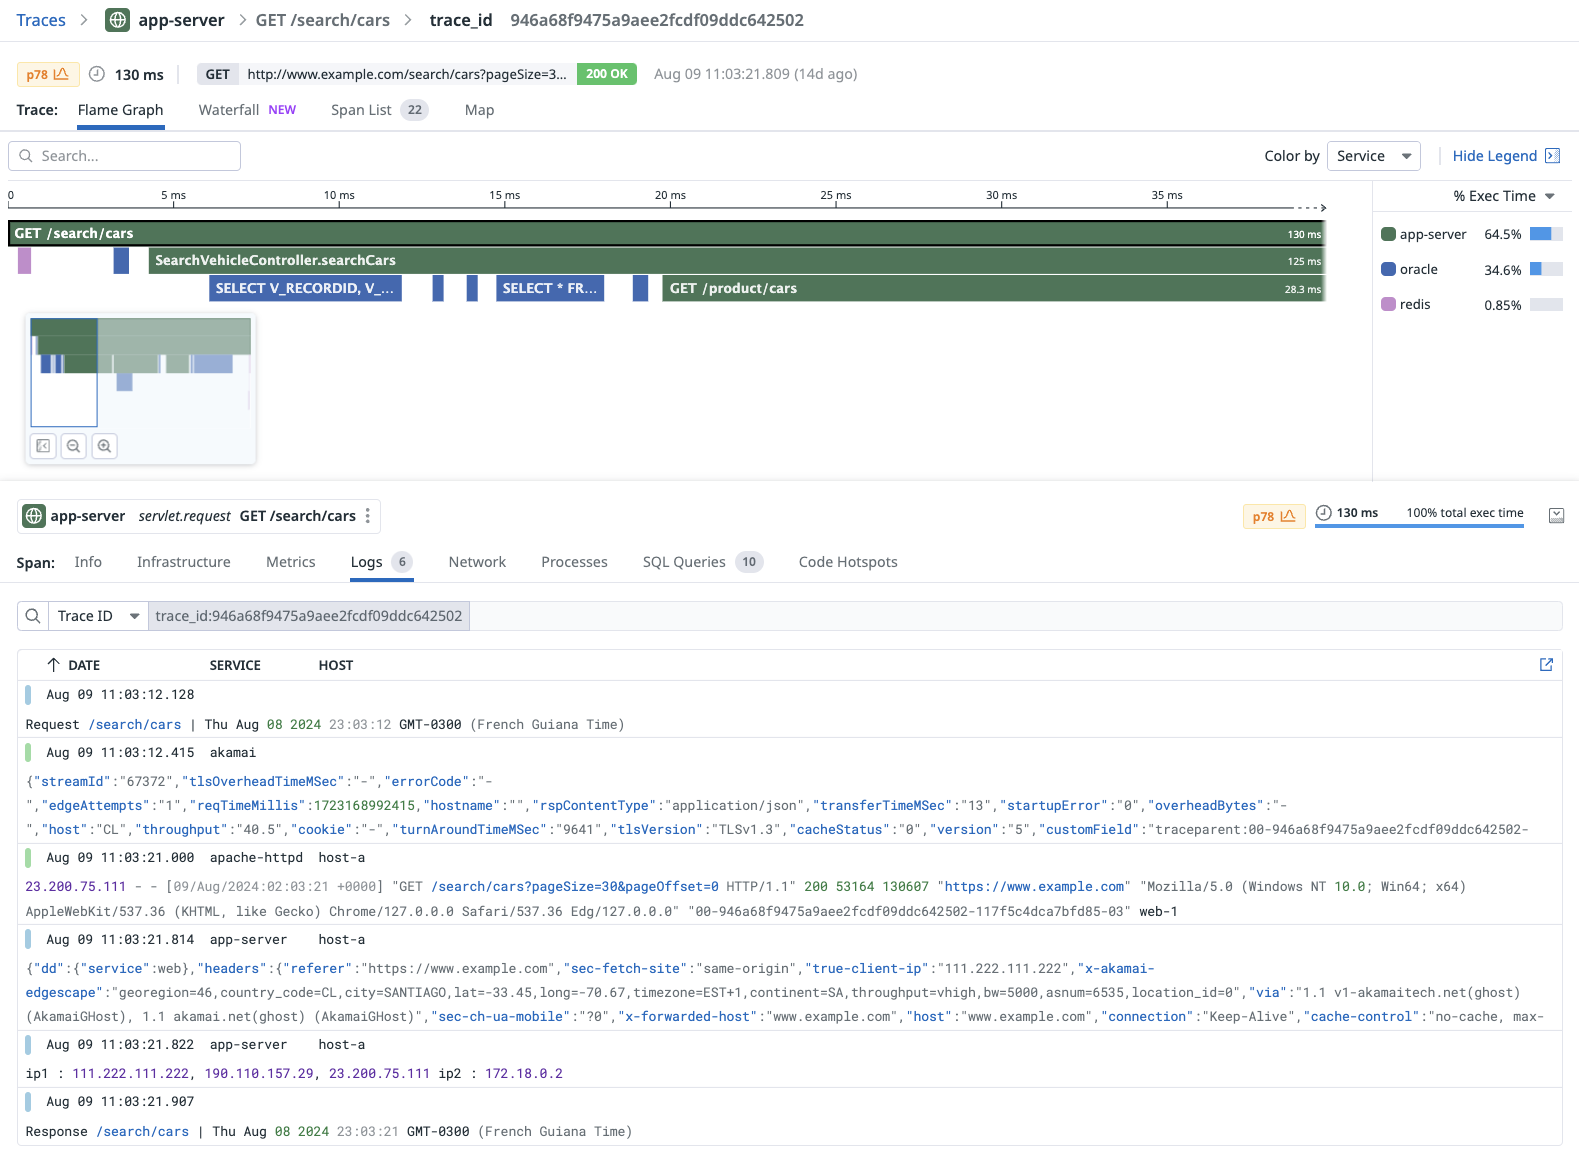 Traces > app-server > GET /search/cars > trace_id 946a68f9475a9aee2fcdf09ddc642502
p78 130 ms GET http://www.example.com/search/cars?pageSize=3... 200 OK Aug 09 11:03:21.809 (14d ago)
Trace: Flame Graph Waterfall NEW Span List 22 Map
Search... Color by Service Hide Legend
0 5 ms 10 ms 15 ms 20 ms 25 ms 30 ms 35 ms % Exec Time
GET /search/cars 130 ms app-server 64.5%
SearchVehicleController.searchCars 125 ms oracle 34.6%
SELECT V_RECORDID, V_... SELECT * FR... GET /product/cars 28.3 ms redis 0.85%
app-server servlet.request GET /search/cars p78 130 ms 100% total exec time
Span: Info Infrastructure Metrics Logs 6 Network Processes SQL Queries 10 Code Hotspots
Trace ID trace_id:946a68f9475a9aee2fcdf09ddc642502
DATE SERVICE HOST
Aug 09 11:03:12.128
Request /search/cars | Thu Aug 08 2024 23:03:12 GMT-0300 (French Guiana Time)
Aug 09 11:03:12.415 akamai
{"streamId":"67372","tlsOverheadTimeMSec":"-","errorCode":"-
","edgeAttempts":"1","reqTimeMillis":1723168992415,"hostname":"","rspContentType":"application/json","transferTimeMSec":"13","startupError":"0","overheadBytes":"-
","host":"CL","throughput":"40.5","cookie":"-","turnAroundTimeMSec":"9641","tlsVersion":"TLSv1.3","cacheStatus":"0","version":"5","customField":"traceparent:00-946a68f9475a9aee2fcdf09ddc642502-
Aug 09 11:03:21.000 apache-httpd host-a
23.200.75.111 - - [09/Aug/2024:02:03:21 +0000] "GET /search/cars?pageSize=30&pageOffset=0 HTTP/1.1" 200 53164 130607 "https://www.example.com" "Mozilla/5.0 (Windows NT 10.0; Win64; x64)
AppleWebKit/537.36 (KHTML, like Gecko) Chrome/127.0.0.0 Safari/537.36 Edg/127.0.0.0" "00-946a68f9475a9aee2fcdf09ddc642502-117f5c4dca7bfd85-03" web-1
Aug 09 11:03:21.814 app-server host-a
{"dd":{"service":web},"headers":{"referer":"https://www.example.com","sec-fetch-site":"same-origin","true-client-ip":"111.222.111.222","x-akamai-
edgescape":"georegion=46,country_code=CL,city=SANTIAGO,lat=-33.45,long=-70.67,timezone=EST+1,continent=SA,throughput=vhigh,bw=5000,asnum=6535,location_id=0","via":"1.1 v1-akamaitech.net(ghost)
(AkamaiGHost), 1.1 akamai.net(ghost) (AkamaiGHost)","sec-ch-ua-mobile":"?0","x-forwarded-host":"www.example.com","host":"www.example.com","connection":"Keep-Alive","cache-control":"no-cache, max-
Aug 09 11:03:21.822 app-server host-a
ip1 : 111.222.111.222, 190.110.157.29, 23.200.75.111 ip2 : 172.18.0.2
Aug 09 11:03:21.907
Response /search/cars | Thu Aug 08 2024 23:03:21 GMT-0300 (French Guiana Time)